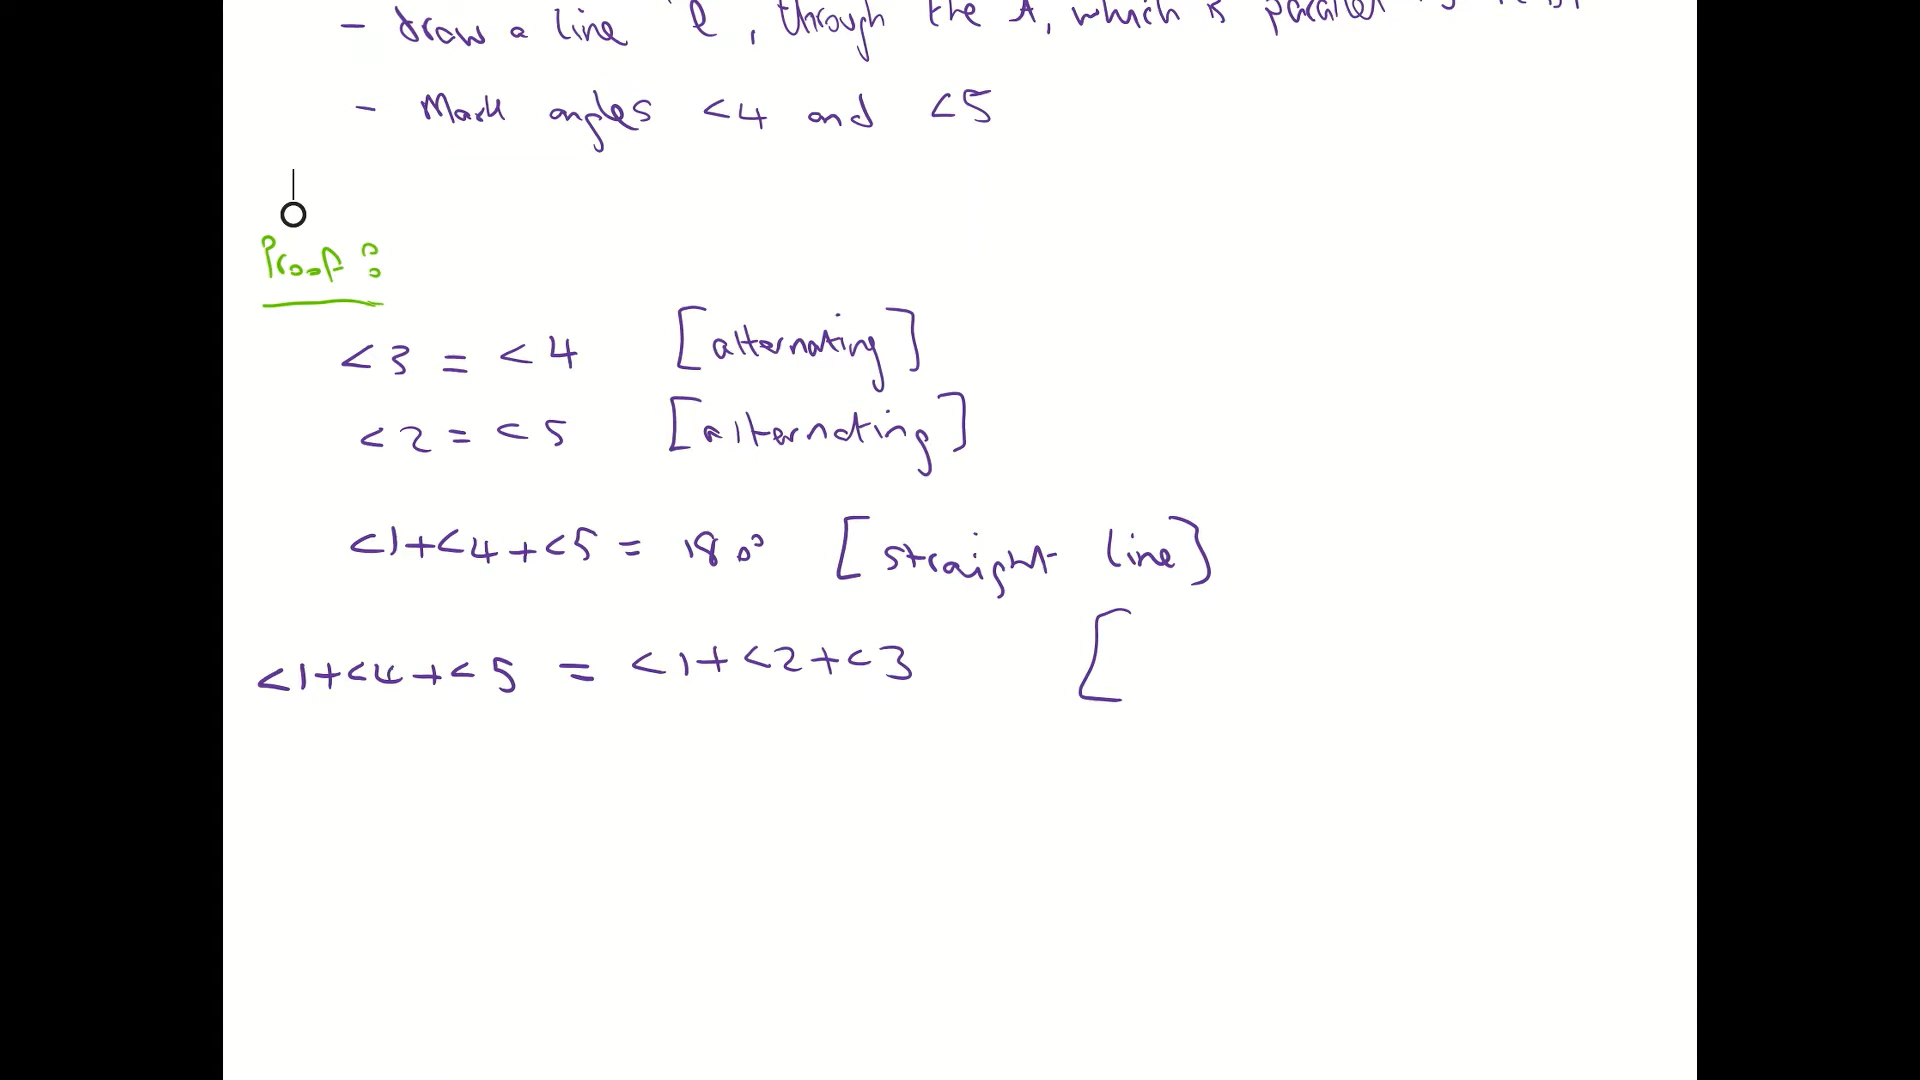 - draw a line l, through the A, which is parallel
- Mark angles <4 and <5
Proof:
<3 = <4 [alternating]
<2 = <5 [alternating]
<1+<4+<5 = 180° [straight line]
<1+<4+<5 = <1+<2+<3 [